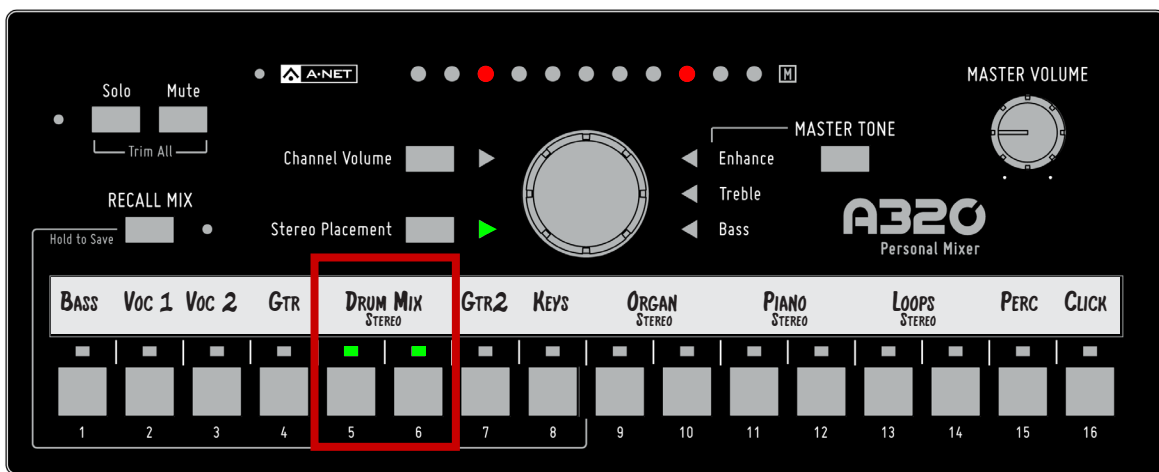 A·NET
M
MASTER VOLUME
Solo Mute
Trim All
MASTER TONE
Channel Volume
Enhance
Treble
RECALL MIX
Hold to Save
Stereo Placement
Bass
A320
Personal Mixer
BASS VOC 1 VOC 2 GTR DRUM MIX GTR2 KEYS ORGAN PIANO LOOPS PERC CLICK
STEREO STEREO STEREO STEREO
1 2 3 4 5 6 7 8 9 10 11 12 13 14 15 16